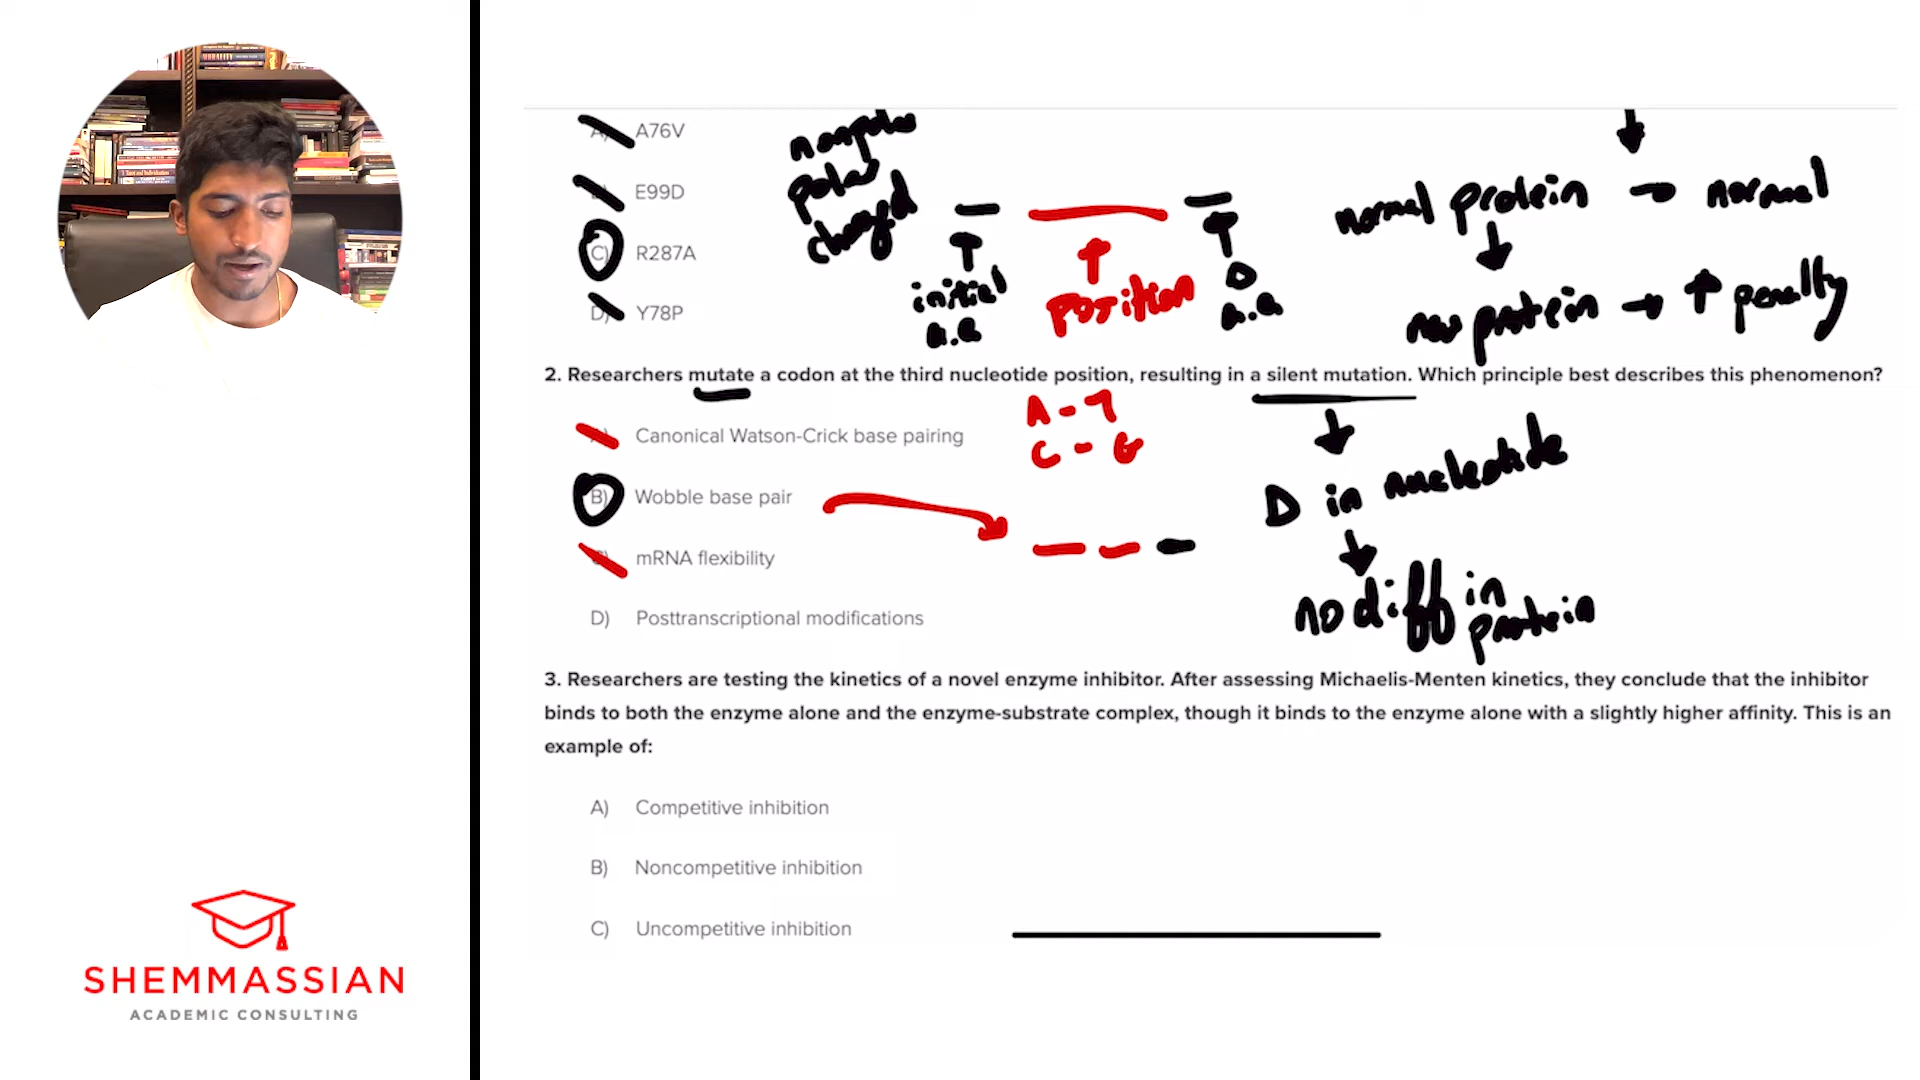 A) A76V
E99D
C) R287A
D) Y78P
nonpolar
polar
charged
initial
a.a
position
D
a.a
normal protein → normal
new protein → ↑ penalty
2. Researchers mutate a codon at the third nucleotide position, resulting in a silent mutation. Which principle best describes this phenomenon?
Canonical Watson-Crick base pairing
A - T
C - G
B) Wobble base pair
mRNA flexibility
D) Posttranscriptional modifications
D in nucleotide
no diff in
protein
3. Researchers are testing the kinetics of a novel enzyme inhibitor. After assessing Michaelis-Menten kinetics, they conclude that the inhibitor
binds to both the enzyme alone and the enzyme-substrate complex, though it binds to the enzyme alone with a slightly higher affinity. This is an
example of:
A) Competitive inhibition
B) Noncompetitive inhibition
C) Uncompetitive inhibition
SHEMMASSIAN
ACADEMIC CONSULTING